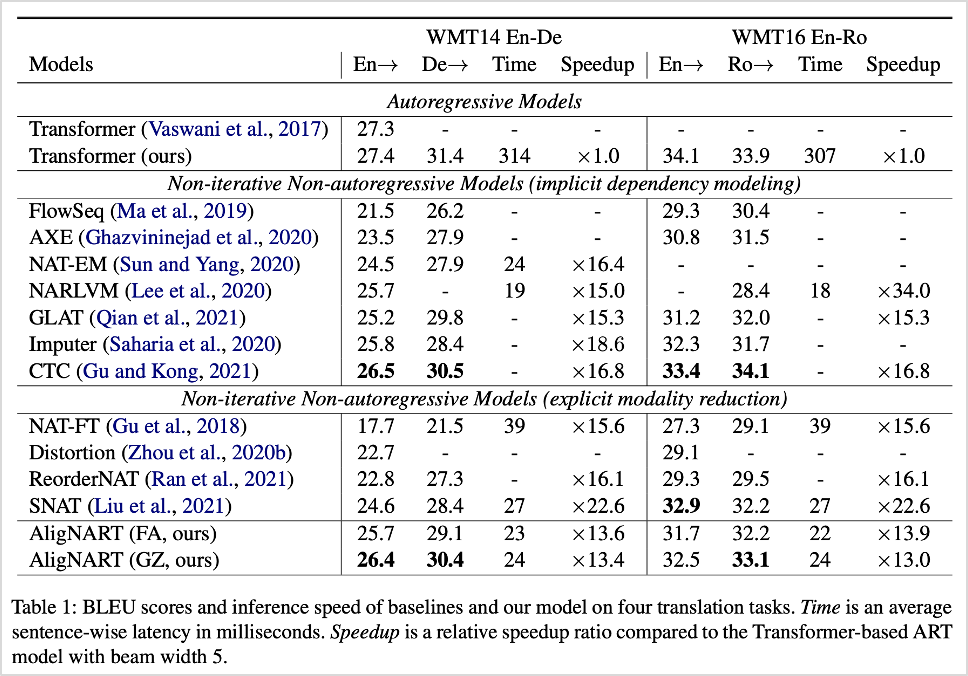 WMT14 En-De WMT16 En-Ro
Models En→ De→ Time Speedup En→ Ro→ Time Speedup
Autoregressive Models
Transformer (Vaswani et al., 2017) 27.3 - - - - - - -
Transformer (ours) 27.4 31.4 314 ×1.0 34.1 33.9 307 ×1.0
Non-iterative Non-autoregressive Models (implicit dependency modeling)
FlowSeq (Ma et al., 2019) 21.5 26.2 - - 29.3 30.4 - -
AXE (Ghazvininejad et al., 2020) 23.5 27.9 - - 30.8 31.5 - -
NAT-EM (Sun and Yang, 2020) 24.5 27.9 24 ×16.4 - - - -
NARLVM (Lee et al., 2020) 25.7 - 19 ×15.0 - 28.4 18 ×34.0
GLAT (Qian et al., 2021) 25.2 29.8 - ×15.3 31.2 32.0 - ×15.3
Imputer (Saharia et al., 2020) 25.8 28.4 - ×18.6 32.3 31.7 - -
CTC (Gu and Kong, 2021) 26.5 30.5 - ×16.8 33.4 34.1 - ×16.8
Non-iterative Non-autoregressive Models (explicit modality reduction)
NAT-FT (Gu et al., 2018) 17.7 21.5 39 ×15.6 27.3 29.1 39 ×15.6
Distortion (Zhou et al., 2020b) 22.7 - - - 29.1 - - -
ReorderNAT (Ran et al., 2021) 22.8 27.3 - ×16.1 29.3 29.5 - ×16.1
SNAT (Liu et al., 2021) 24.6 28.4 27 ×22.6 32.9 32.2 27 ×22.6
AligNART (FA, ours) 25.7 29.1 23 ×13.6 31.7 32.2 22 ×13.9
AligNART (GZ, ours) 26.4 30.4 24 ×13.4 32.5 33.1 24 ×13.0
Table 1: BLEU scores and inference speed of baselines and our model on four translation tasks. Time is an average
sentence-wise latency in milliseconds. Speedup is a relative speedup ratio compared to the Transformer-based ART
model with beam width 5.